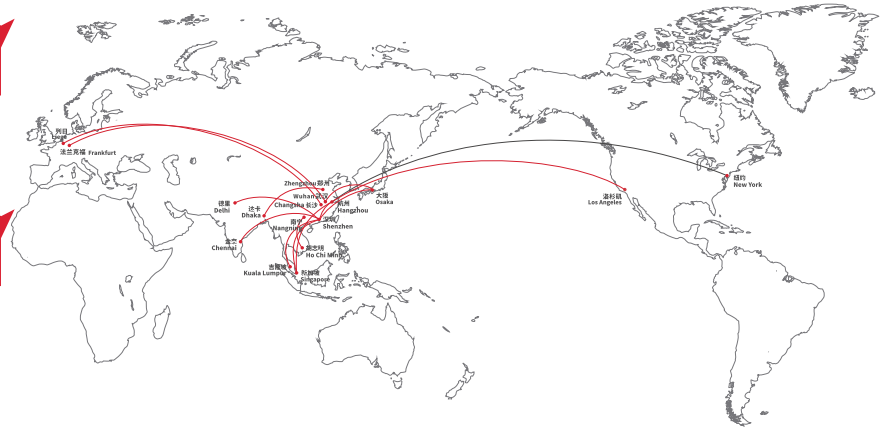 列日
Liege
法兰克福 Frankfurt
Zhengzhou 郑州
Wuhan 武汉
Changsha 长沙
杭州
Hangzhou
大阪
Osaka
德里
Delhi
达卡
Dhaka
南宁
Nanning
深圳
Shenzhen
金奈
Chennai
胡志明
Ho Chi Minh
吉隆坡
Kuala Lumpur
新加坡
Singapore
洛杉矶
Los Angeles
纽约
New York